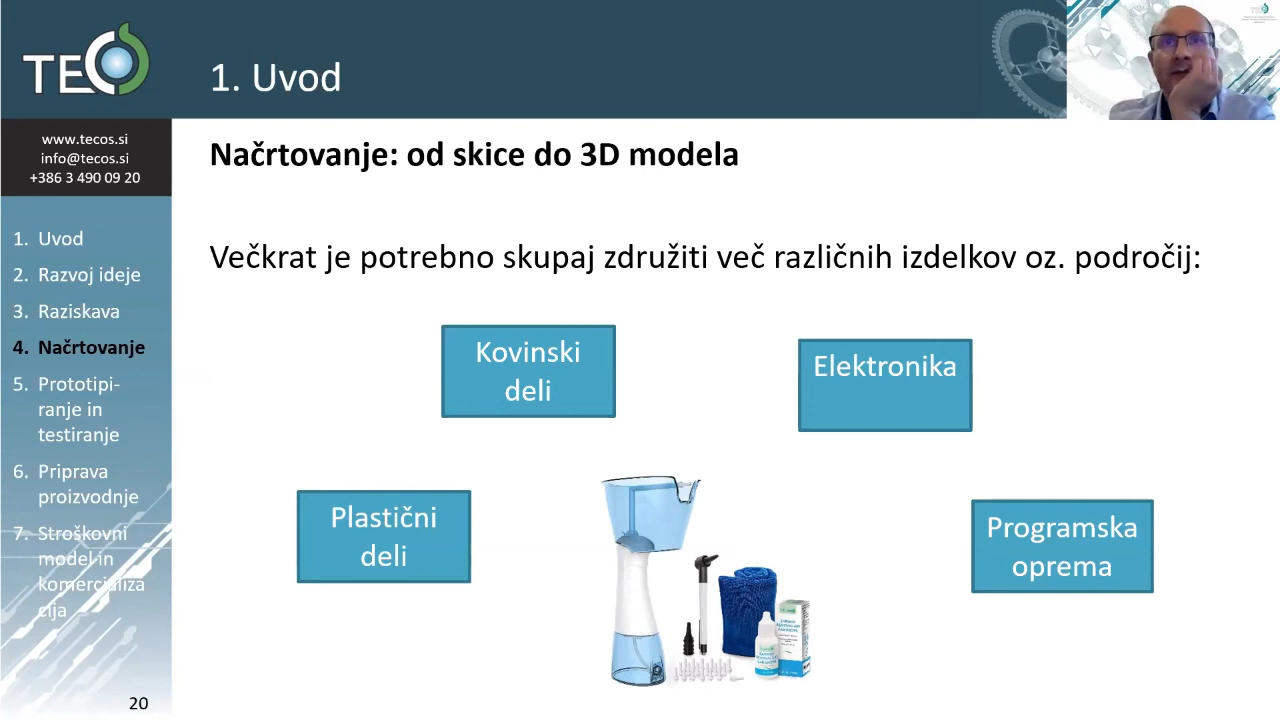 TECOS
1. Uvod
www.tecos.si
info@tecos.si
+386 3 490 09 20
1. Uvod
2. Razvoj ideje
3. Raziskava
4. Načrtovanje
5. Prototipi-
ranje in
testiranje
6. Priprava
proizvodnje
7. Stroškovni
model in
komercializa
cija
20
Načrtovanje: od skice do 3D modela
Večkrat je potrebno skupaj združiti več različnih izdelkov oz. področij:
Kovinski
deli
Elektronika
Plastični
deli
Programska
oprema